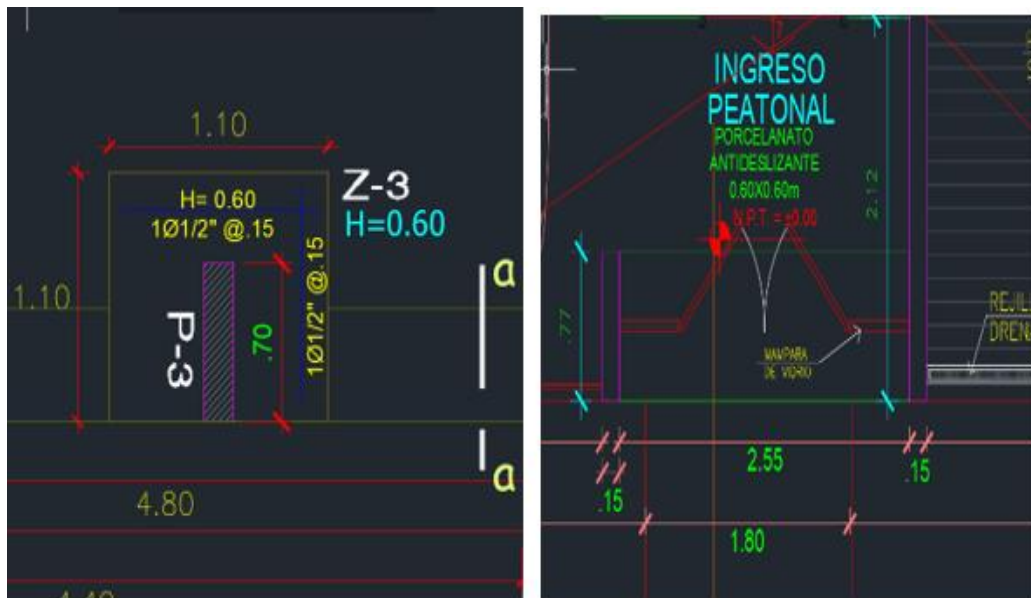 1.10
Z-3
H=0.60
H= 0.60
1Ø1/2" @.15
1Ø1/2" @.15
1.10
P-3
.70
a
a
4.80
INGRESO
PEATONAL
PORCELANATO
ANTIDESLIZANTE
0.60X0.60m
N.P.T. = ±0.00
2.12
.77
MAMPARA
DE VIDRIO
2.55
.15
.15
1.80